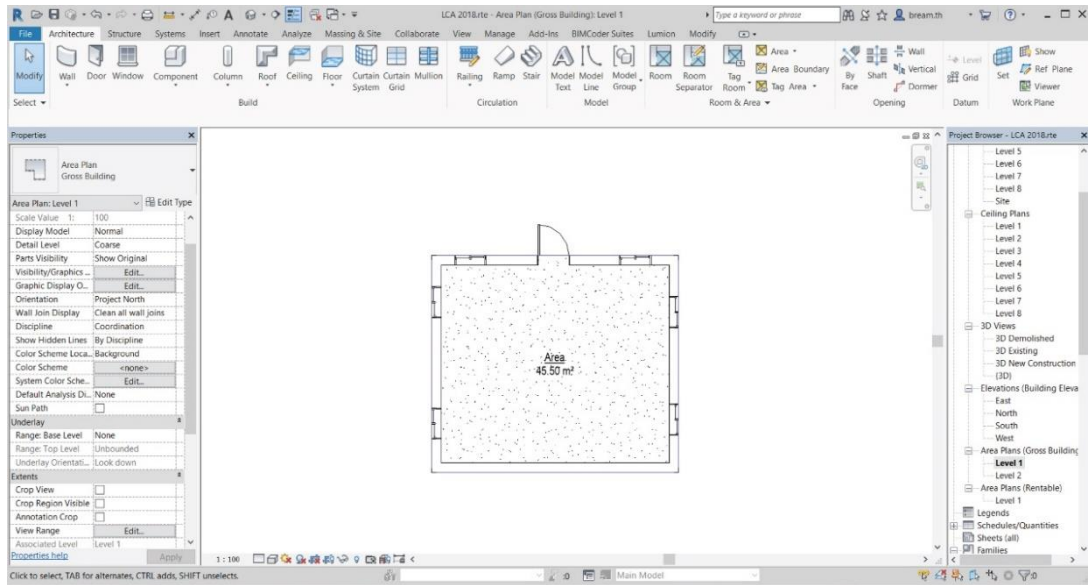 LCA 2018.rte - Area Plan (Gross Building): Level 1
Type a keyword or phrase
bream.th
File Architecture Structure Systems Insert Annotate Analyze Massing & Site Collaborate View Manage Add-Ins BIMCoder Suites Lumion Modify
Modify
Wall
Door
Window
Component
Column
Roof
Ceiling
Floor
Curtain System
Curtain Grid
Mullion
Railing
Ramp
Stair
Model Text
Model Line
Model Group
Room
Room Separator
Tag Room
Area
Area Boundary
Tag Area
By Face
Shaft
Wall
Vertical
Dormer
Level
Grid
Set
Show
Ref Plane
Viewer
Select
Build
Circulation
Model
Room & Area
Opening
Datum
Work Plane
Properties
Area Plan
Gross Building
Area Plan: Level 1
Edit Type
Scale Value 1: 100
Display Model Normal
Detail Level Coarse
Parts Visibility Show Original
Visibility/Graphics ... Edit...
Graphic Display O... Edit...
Orientation Project North
Wall Join Display Clean all wall joins
Discipline Coordination
Show Hidden Lines By Discipline
Color Scheme Loca... Background
Color Scheme <none>
System Color Sche... Edit...
Default Analysis Di... None
Sun Path
Underlay
Range: Base Level None
Range: Top Level Unbounded
Underlay Orientati... Look down
Extents
Crop View
Crop Region Visible
Annotation Crop
View Range Edit...
Associated Level Level 1
Properties help
Apply
Area
45.50 m²
1 : 100
Project Browser - LCA 2018.rte
Level 5
Level 6
Level 7
Level 8
Site
Ceiling Plans
Level 1
Level 2
Level 3
Level 4
Level 5
Level 6
Level 7
Level 8
3D Views
3D Demolished
3D Existing
3D New Construction
{3D}
Elevations (Building Eleva
East
North
South
West
Area Plans (Gross Building
Level 1
Level 2
Area Plans (Rentable)
Level 1
Legends
Schedules/Quantities
Sheets (all)
Families
Click to select, TAB for alternates, CTRL adds, SHIFT unselects.
:0
Main Model
:0